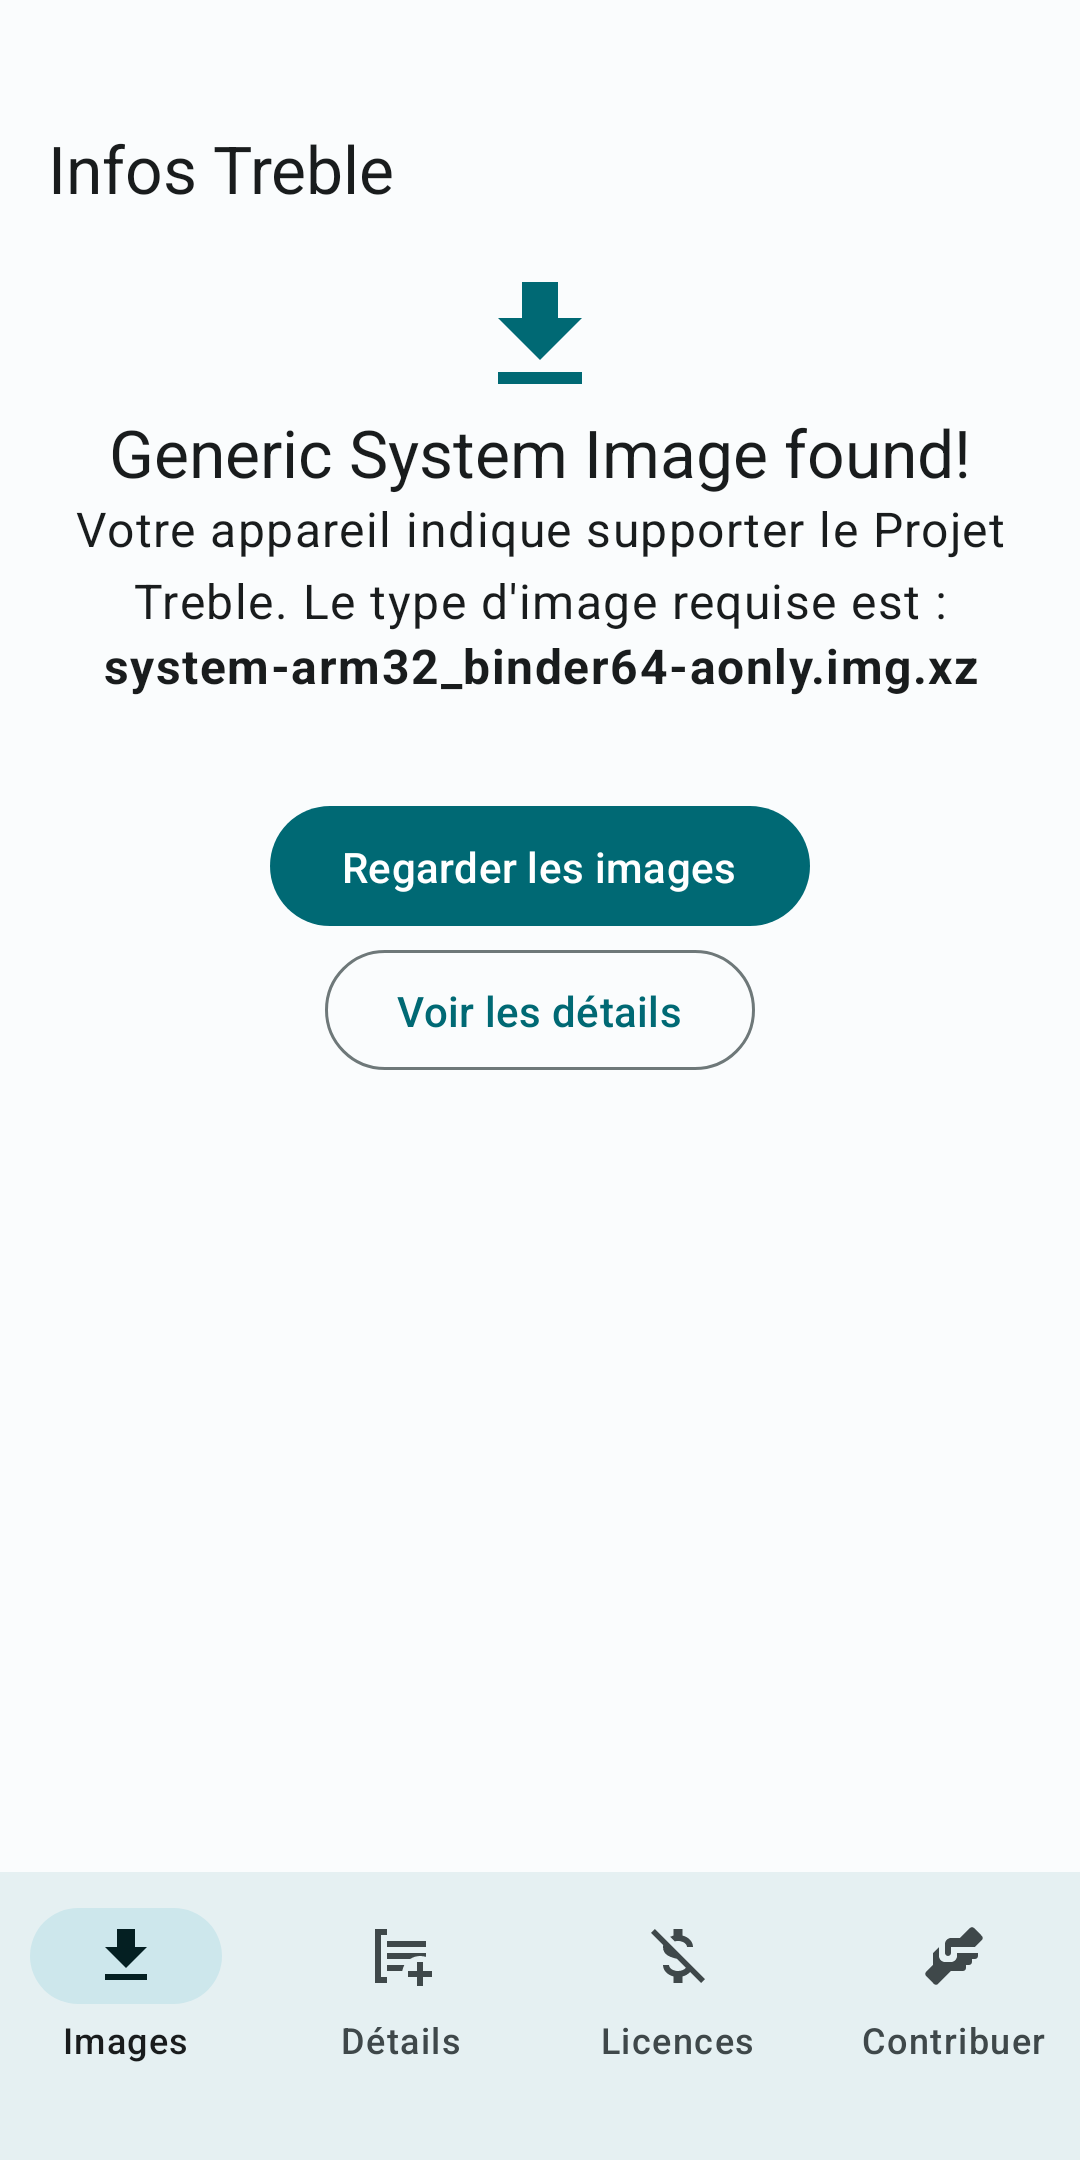 Infos Treble
Generic System Image found!
Votre appareil indique supporter le Projet
Treble. Le type d'image requise est :
system-arm32_binder64-aonly.img.xz
Regarder les images
Voir les détails
Images
Détails
Licences
Contribuer